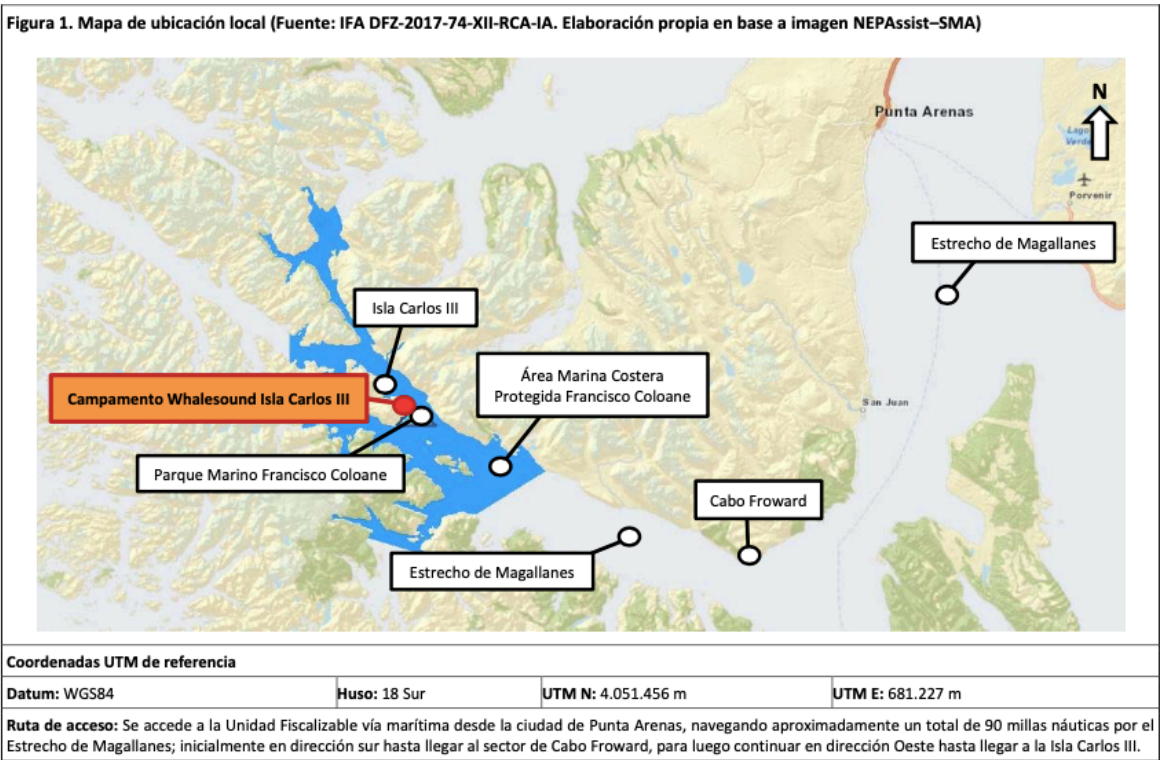 Figura 1. Mapa de ubicación local (Fuente: IFA DFZ-2017-74-XII-RCA-IA. Elaboración propia en base a imagen NEPAssist–SMA)
N
Punta Arenas
Lago
Verde
Porvenir
Estrecho de Magallanes
Isla Carlos III
Área Marina Costera
Protegida Francisco Coloane
Campamento Whalesound Isla Carlos III
San Juan
Parque Marino Francisco Coloane
Cabo Froward
Estrecho de Magallanes
Coordenadas UTM de referencia
Datum: WGS84
Huso: 18 Sur
UTM N: 4.051.456 m
UTM E: 681.227 m
Ruta de acceso: Se accede a la Unidad Fiscalizable vía marítima desde la ciudad de Punta Arenas, navegando aproximadamente un total de 90 millas náuticas por el
Estrecho de Magallanes; inicialmente en dirección sur hasta llegar al sector de Cabo Froward, para luego continuar en dirección Oeste hasta llegar a la Isla Carlos III.